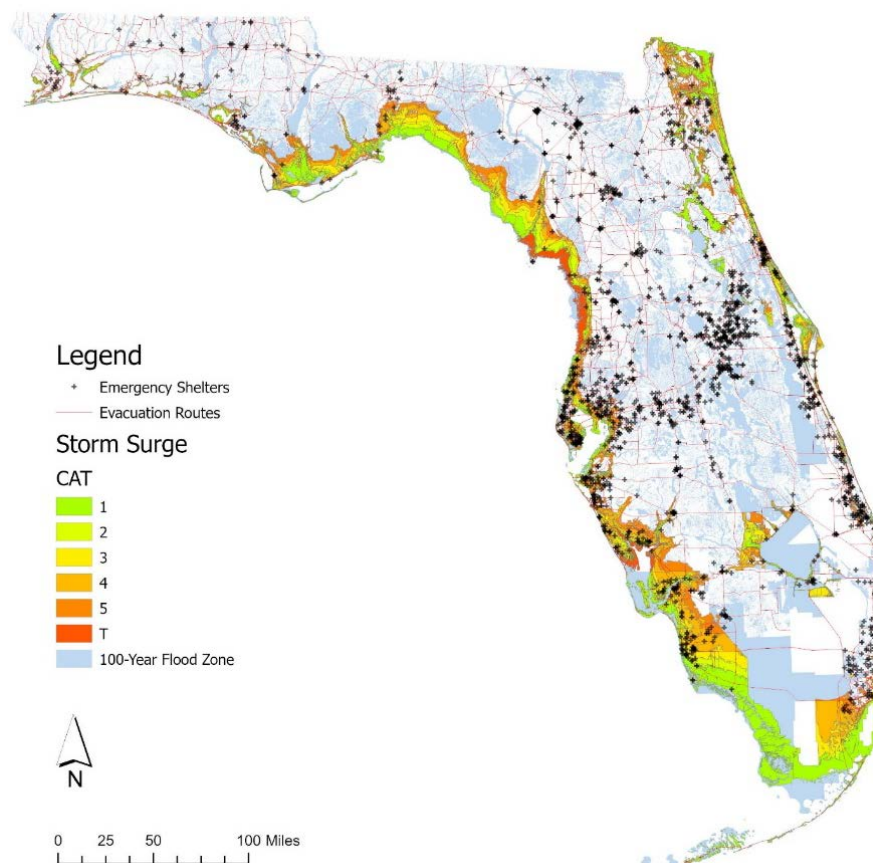 Legend
Emergency Shelters
Evacuation Routes
Storm Surge
CAT
1
2
3
4
5
T
100-Year Flood Zone
N
0 25 50 100 Miles